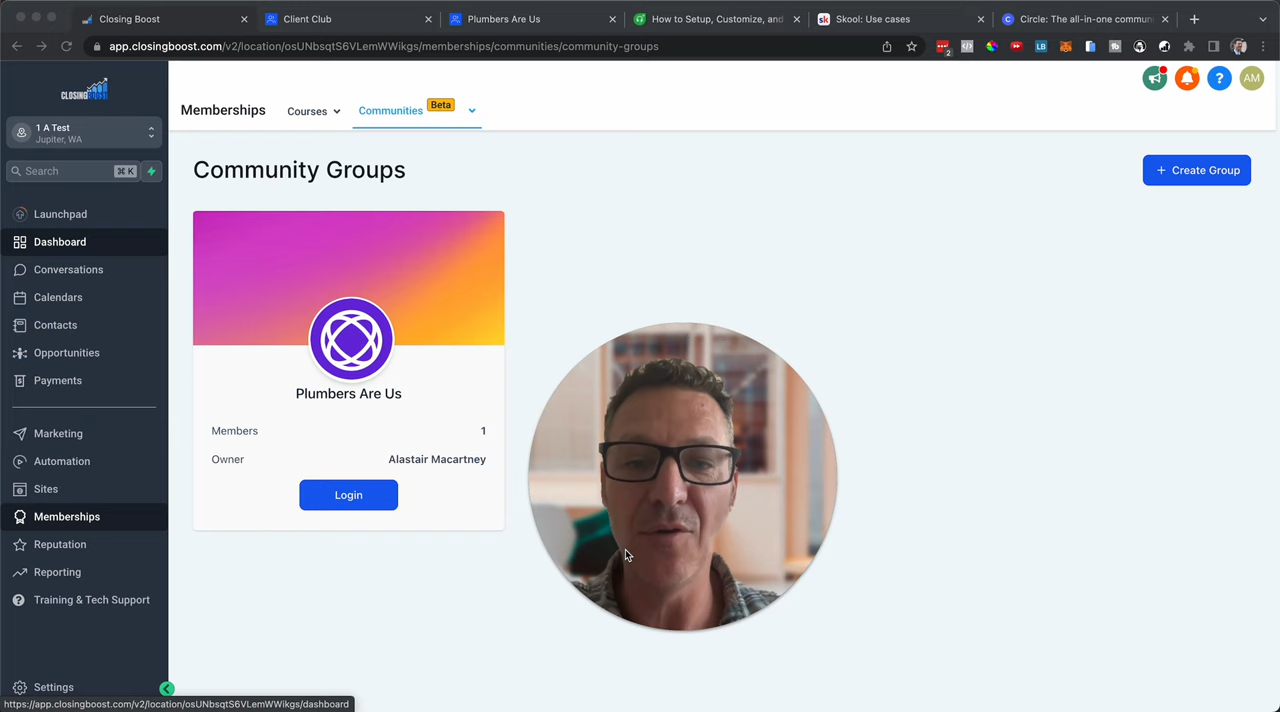 Closing Boost
Client Club
Plumbers Are Us
How to Setup, Customize, and
Skool: Use cases
Circle: The all-in-one commun
app.closingboost.com/v2/location/osUNbsqtS6VLemWWikgs/memberships/communities/community-groups
2
LB
CLOSINGBOOST
1 A Test
Jupiter, WA
Search
⌘ K
Launchpad
Dashboard
Conversations
Calendars
Contacts
Opportunities
Payments
Marketing
Automation
Sites
Memberships
Reputation
Reporting
Training & Tech Support
Settings
Memberships
Courses
Communities
Beta
?
AM
Community Groups
+ Create Group
Plumbers Are Us
Members 1
Owner Alastair Macartney
Login
https://app.closingboost.com/v2/location/osUNbsqtS6VLemWWikgs/dashboard